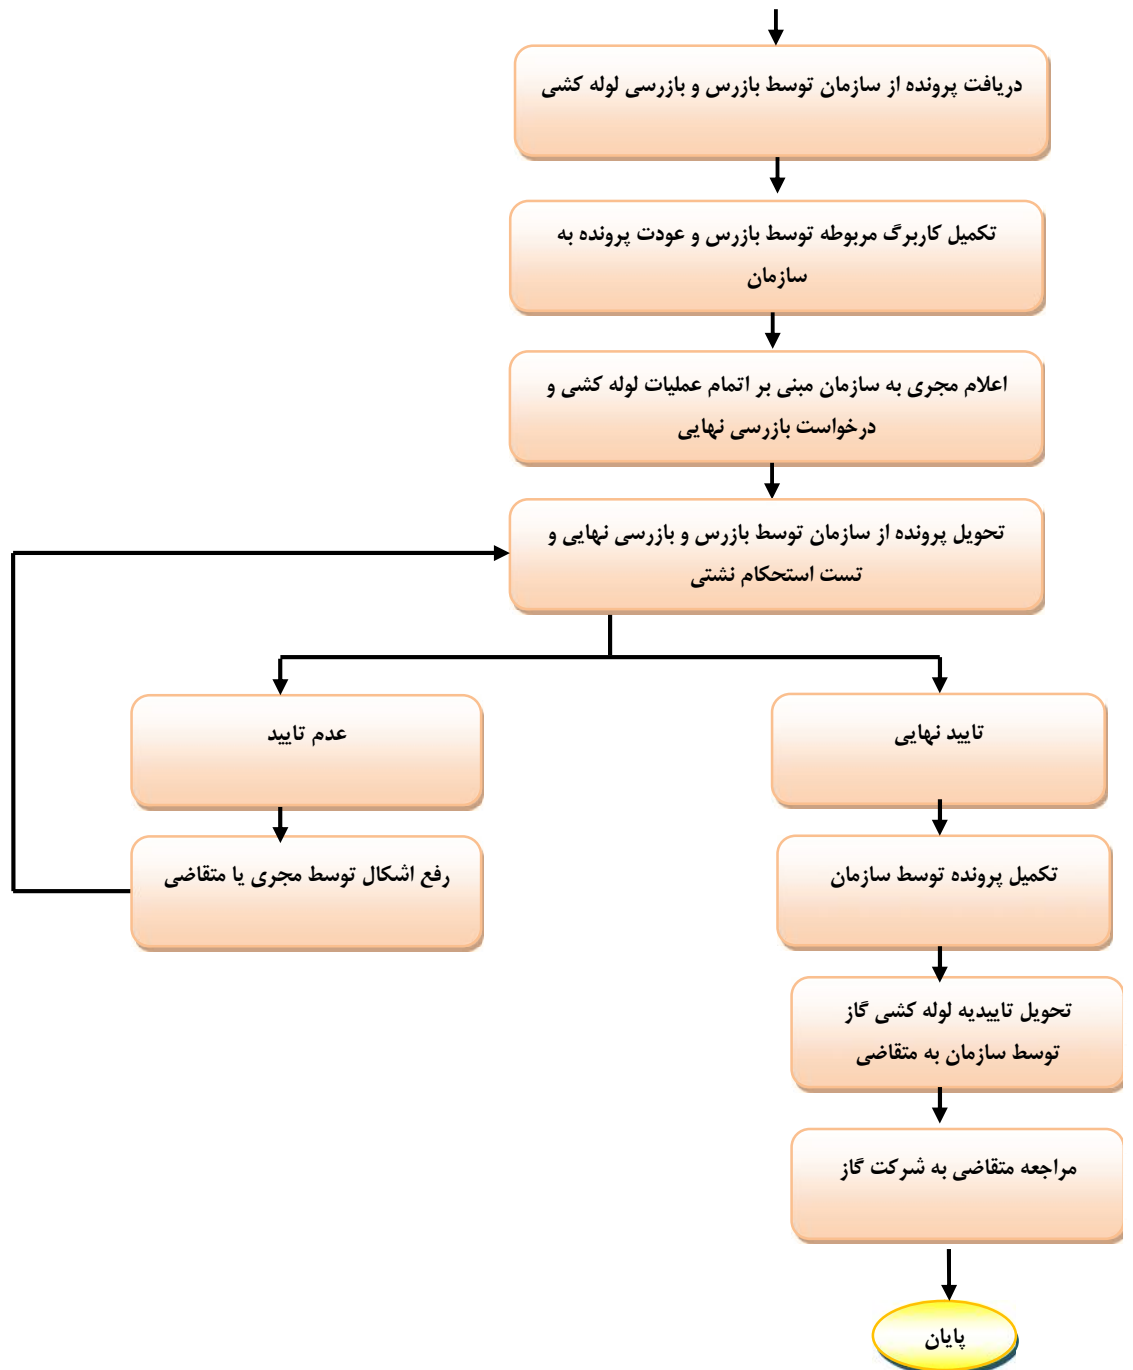 دریافت پرونده از سازمان توسط بازرس و بازرسی لوله کشی
تکمیل کاربرگ مربوطه توسط بازرس و عودت پرونده به
سازمان
اعلام مجری به سازمان مبنی بر اتمام عملیات لوله کشی و
درخواست بازرسی نهایی
تحویل پرونده از سازمان توسط بازرس و بازرسی نهایی و
تست استحکام نشتی
تایید نهایی
عدم تایید
تکمیل پرونده توسط سازمان
رفع اشکال توسط مجری یا متقاضی
تحویل تاییدیه لوله کشی گاز
توسط سازمان به متقاضی
مراجعه متقاضی به شرکت گاز
پایان